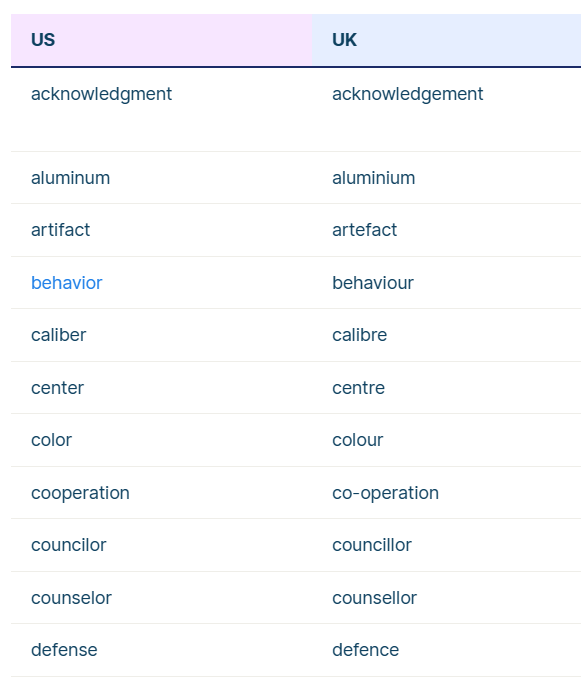 US UK
acknowledgment acknowledgement
aluminum aluminium
artifact artefact
behavior behaviour
caliber calibre
center centre
color colour
cooperation co-operation
councilor councillor
counselor counsellor
defense defence